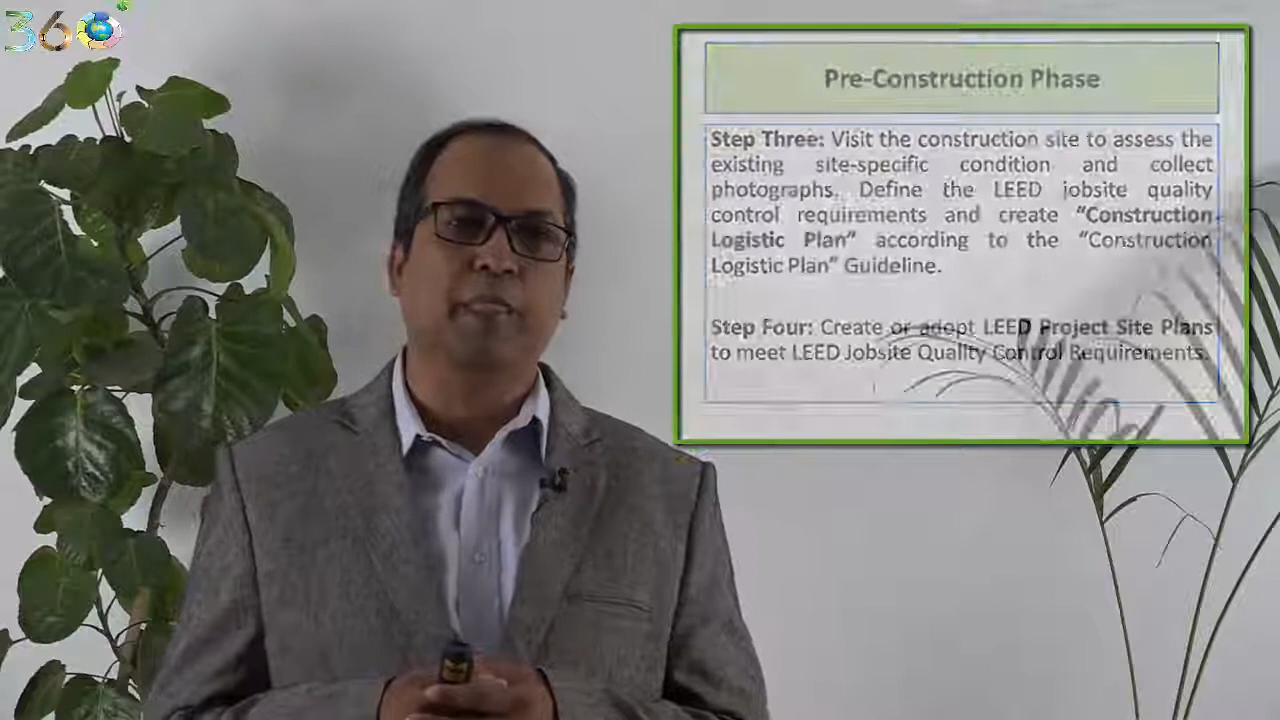 360
Pre-Construction Phase
Step Three: Visit the construction site to assess the
existing site-specific condition and collect
photographs. Define the LEED jobsite quality
control requirements and create “Construction
Logistic Plan” according to the “Construction
Logistic Plan” Guideline.
Step Four: Create or adopt LEED Project Site Plans
to meet LEED Jobsite Quality Control Requirements.